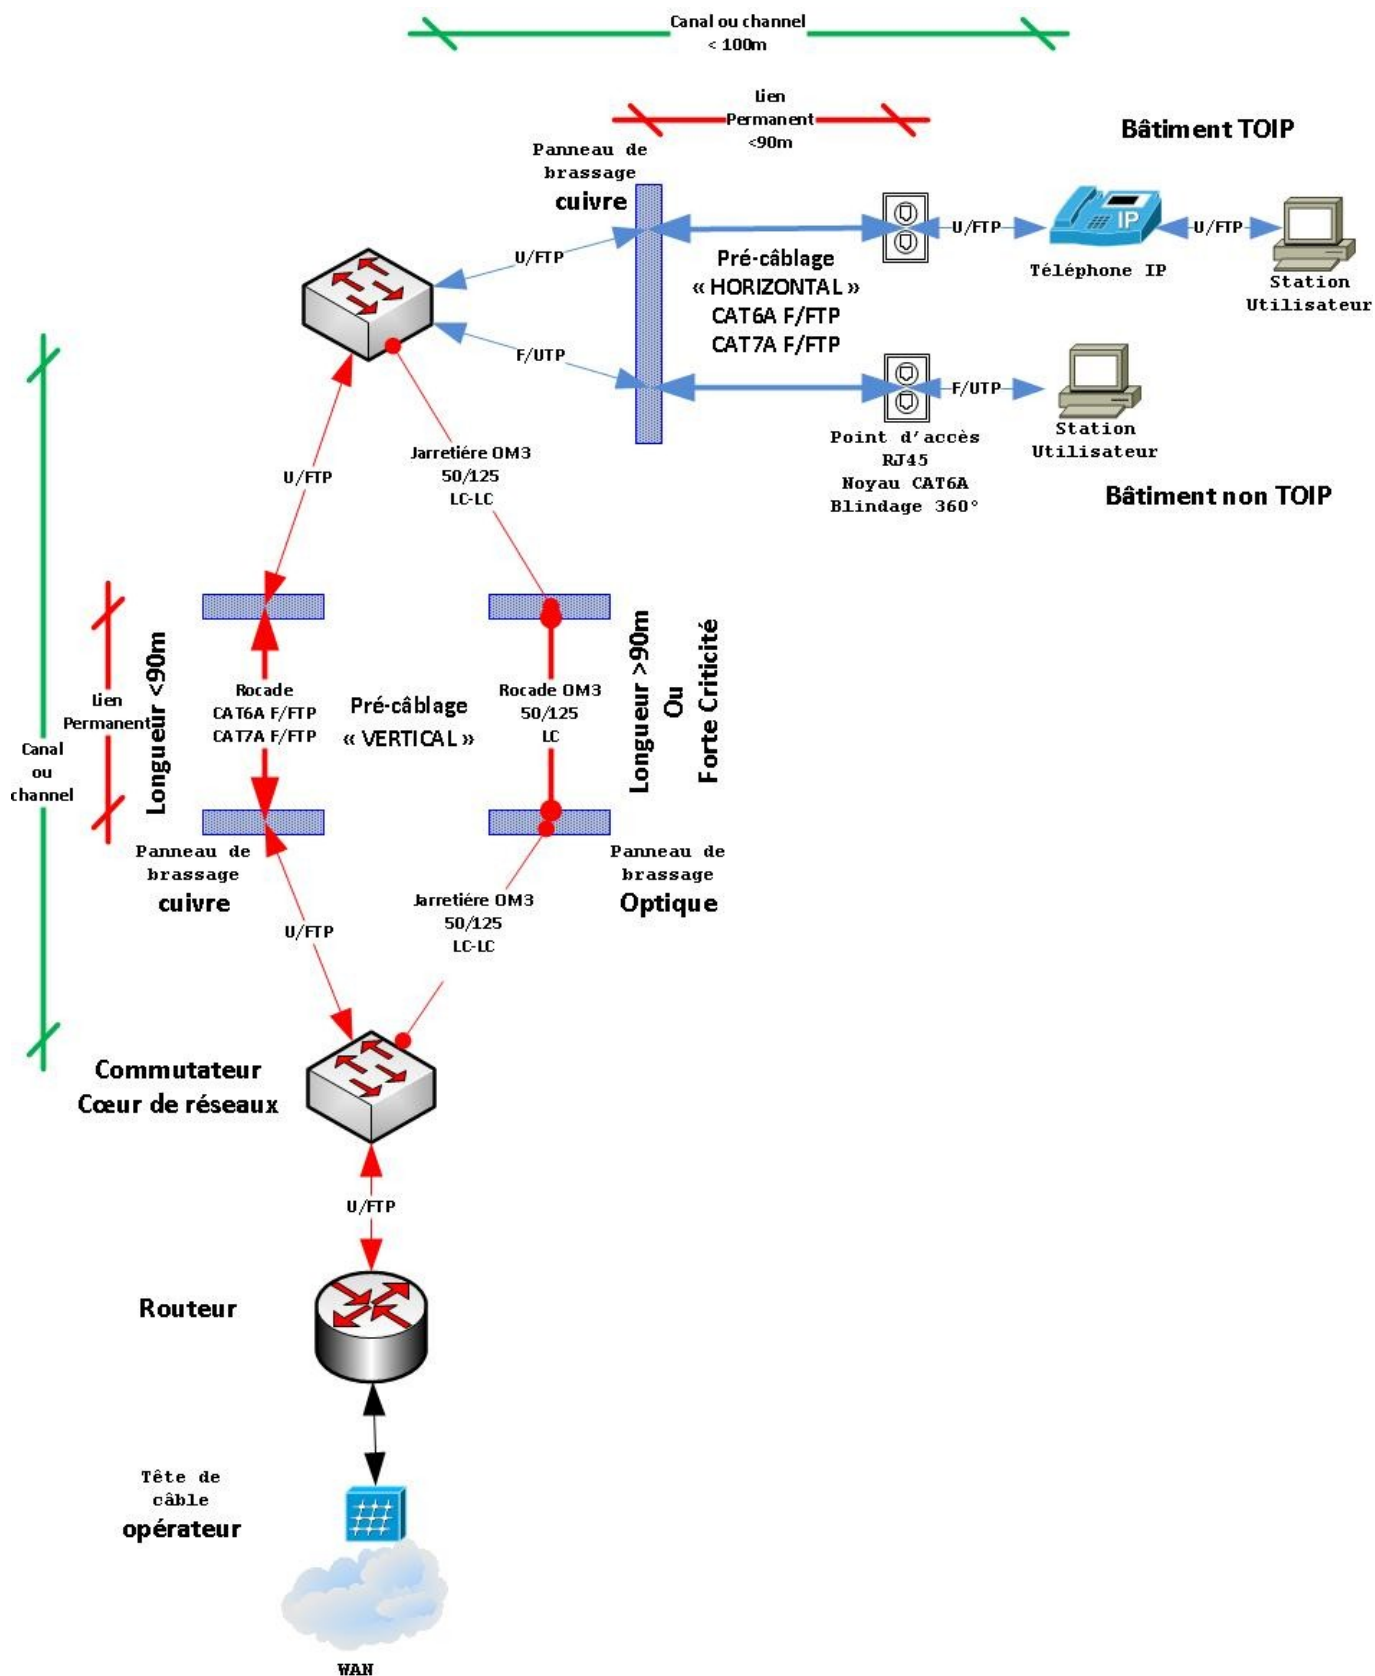 Canal ou channel
< 100m
Lien
Permanent
<90m
Bâtiment TOIP
Panneau de
brassage
cuivre
U/FTP
U/FTP
IP
U/FTP
Téléphone IP
Station
Utilisateur
Pré-câblage
« HORIZONTAL »
CAT6A F/FTP
CAT7A F/FTP
F/UTP
F/UTP
Point d'accès
RJ45
Noyau CAT6A
Blindage 360°
Station
Utilisateur
Bâtiment non TOIP
Jarretiére OM3
50/125
LC-LC
U/FTP
Canal
ou
channel
Lien
Permanent
Longueur <90m
Rocade
CAT6A F/FTP
CAT7A F/FTP
Pré-câblage
« VERTICAL »
Rocade OM3
50/125
LC
Longueur >90m
Ou
Forte Criticité
Panneau de
brassage
cuivre
Panneau de
brassage
Optique
U/FTP
Jarretiére OM3
50/125
LC-LC
Commutateur
Cœur de réseaux
U/FTP
Routeur
Tête de
câble
opérateur
WAN